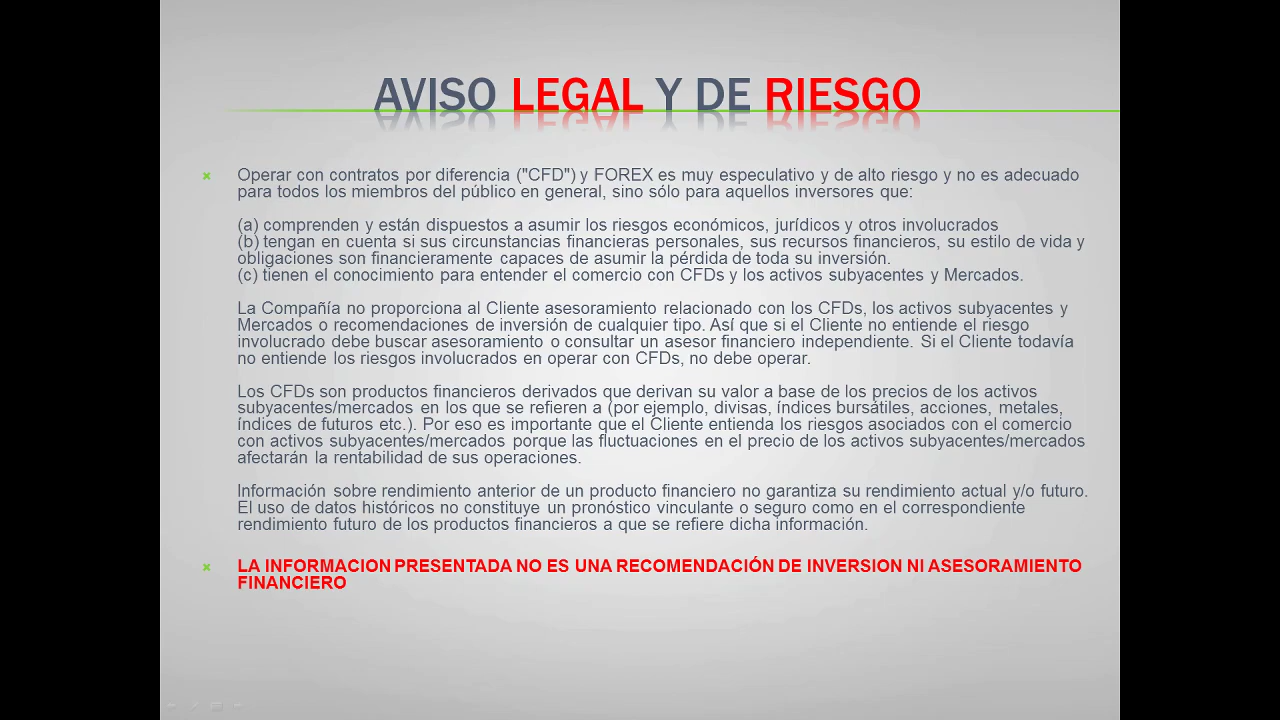 AVISO LEGAL Y DE RIESGO
Operar con contratos por diferencia ("CFD") y FOREX es muy especulativo y de alto riesgo y no es adecuado
para todos los miembros del público en general, sino sólo para aquellos inversores que:
(a) comprenden y están dispuestos a asumir los riesgos económicos, jurídicos y otros involucrados
(b) tengan en cuenta si sus circunstancias financieras personales, sus recursos financieros, su estilo de vida y
obligaciones son financieramente capaces de asumir la pérdida de toda su inversión.
(c) tienen el conocimiento para entender el comercio con CFDs y los activos subyacentes y Mercados.
La Compañía no proporciona al Cliente asesoramiento relacionado con los CFDs, los activos subyacentes y
Mercados o recomendaciones de inversión de cualquier tipo. Así que si el Cliente no entiende el riesgo
involucrado debe buscar asesoramiento o consultar un asesor financiero independiente. Si el Cliente todavía
no entiende los riesgos involucrados en operar con CFDs, no debe operar.
Los CFDs son productos financieros derivados que derivan su valor a base de los precios de los activos
subyacentes/mercados en los que se refieren a (por ejemplo, divisas, índices bursátiles, acciones, metales,
índices de futuros etc.). Por eso es importante que el Cliente entienda los riesgos asociados con el comercio
con activos subyacentes/mercados porque las fluctuaciones en el precio de los activos subyacentes/mercados
afectarán la rentabilidad de sus operaciones.
Información sobre rendimiento anterior de un producto financiero no garantiza su rendimiento actual y/o futuro.
El uso de datos históricos no constituye un pronóstico vinculante o seguro como en el correspondiente
rendimiento futuro de los productos financieros a que se refiere dicha información.
LA INFORMACION PRESENTADA NO ES UNA RECOMENDACIÓN DE INVERSION NI ASESORAMIENTO
FINANCIERO